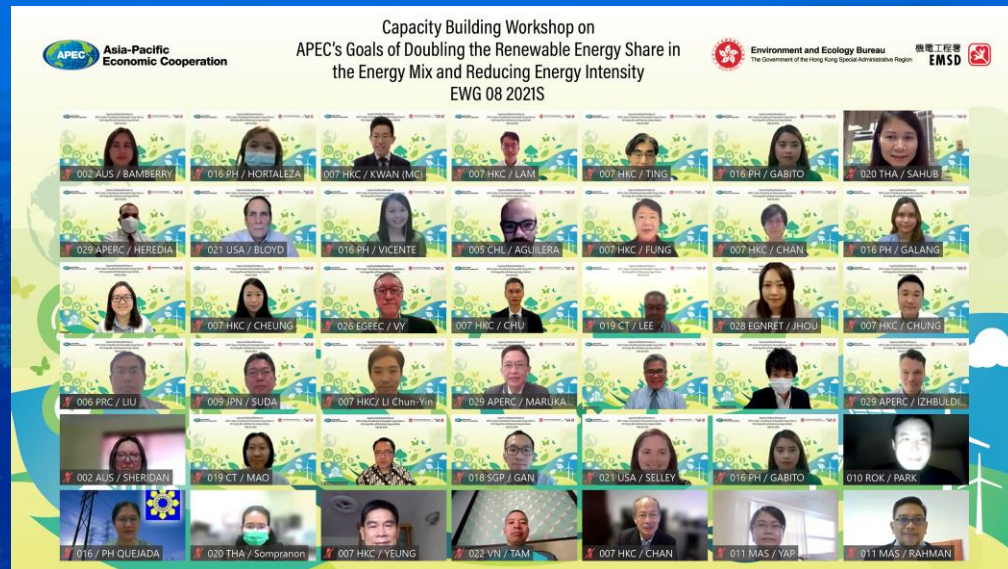 APEC
Asia-Pacific
Economic Cooperation
Capacity Building Workshop on
APEC's Goals of Doubling the Renewable Energy Share in
the Energy Mix and Reducing Energy Intensity
EWG 08 2021S
Environment and Ecology Bureau
The Government of the Hong Kong Special Administrative Region
機電工程署
EMSD
002 AUS / BAMBERRY
016 PH / HORTALEZA
007 HKC / KWAN (MC)
007 HKC / LAM
007 HKC / TING
016 PH / GABITO
020 THA / SAHUB
029 APERC / HEREDIA
021 USA / BLOYD
016 PH / VICENTE
005 CHL / AGUILERA
007 HKC / FUNG
007 HKC / CHAN
016 PH / GALANG
007 HKC / CHEUNG
026 EGEEC / VY
007 HKC / CHU
019 CT / LEE
028 EGNRET / JHOU
007 HKC / CHUNG
006 PRC / LIU
009 JPN / SUDA
007 HKC/ LI Chun-Yin
029 APERC / MARUKA...
029 APERC / IZHBULDI...
002 AUS / SHERIDAN
019 CT / MAO
018 SGP / GAN
021 USA / SELLEY
016 PH / GABITO
010 ROK / PARK
016 / PH QUEJADA
020 THA / Sompranon
007 HKC / YEUNG
022 VN / TAM
007 HKC / CHAN
011 MAS / YAP
011 MAS / RAHMAN